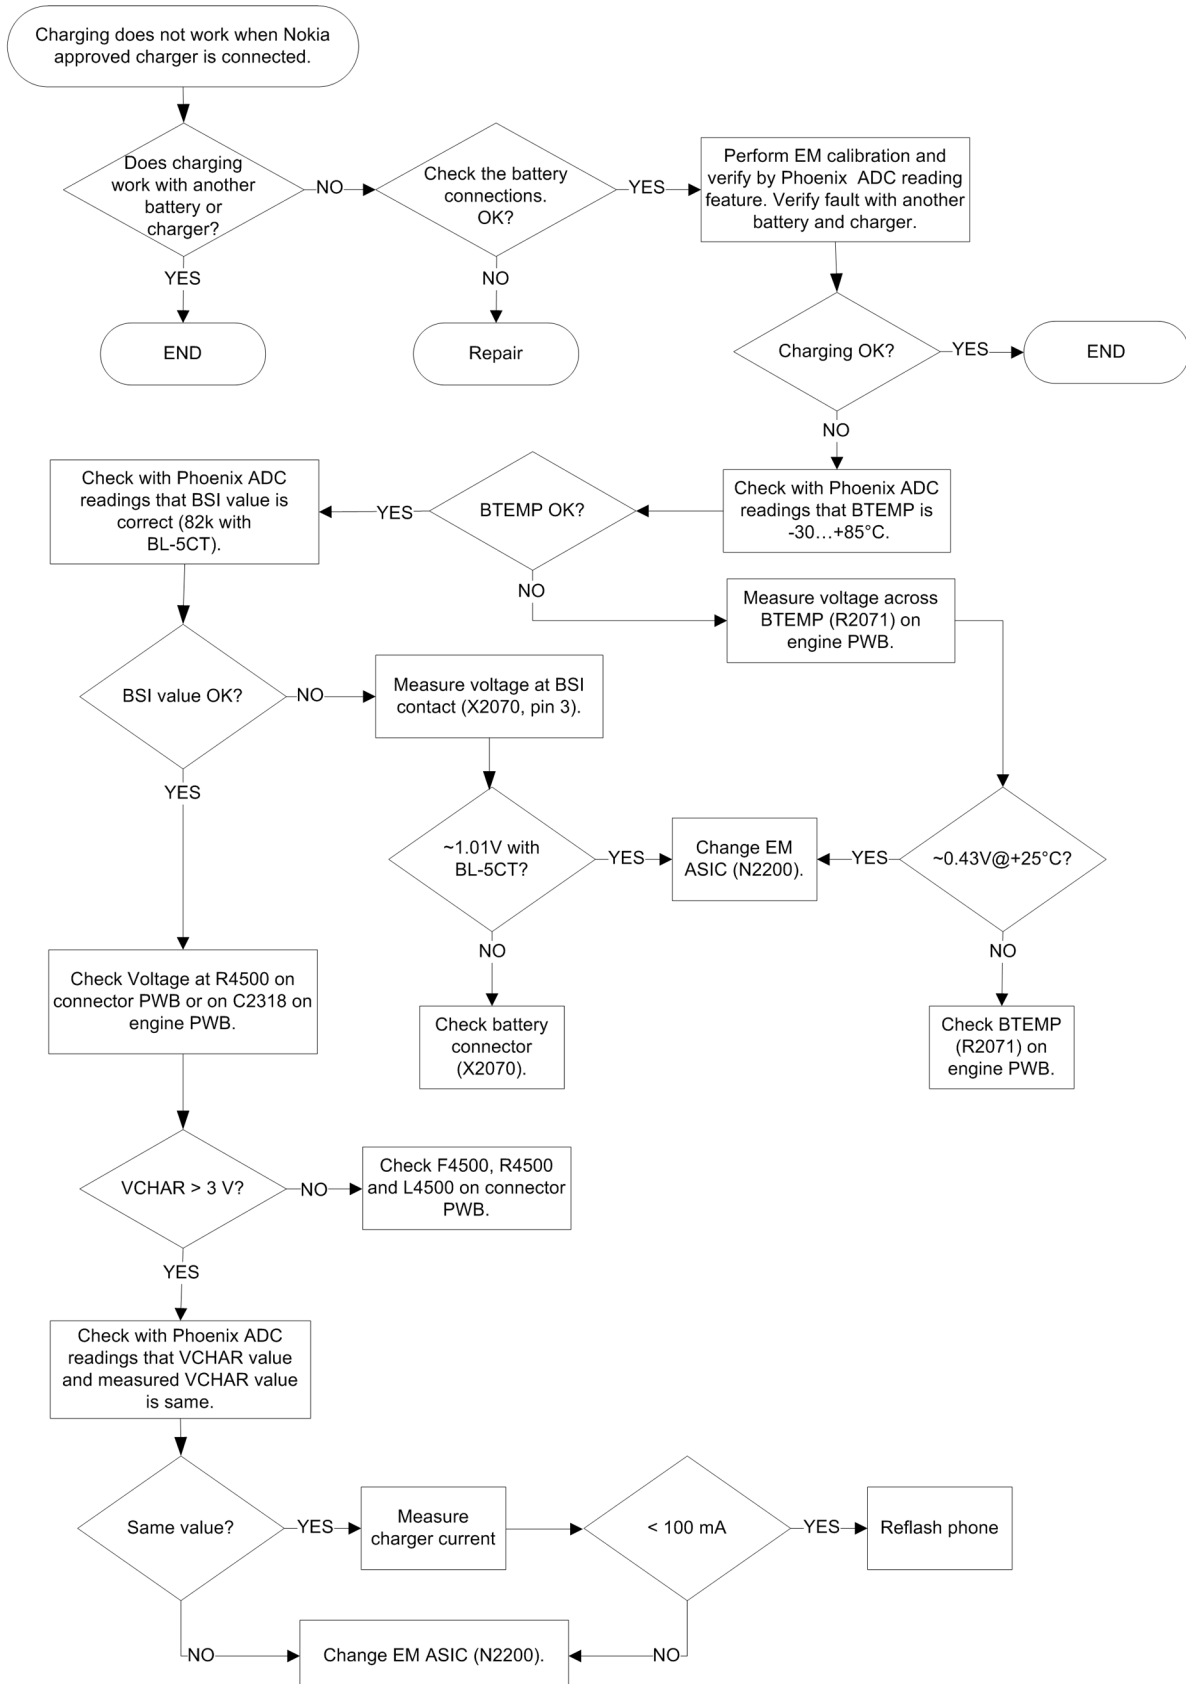 Charging does not work when Nokia
approved charger is connected.
Does charging
work with another
battery or
charger?
NO
Check the battery
connections.
OK?
YES
Perform EM calibration and
verify by Phoenix  ADC reading
feature. Verify fault with another
battery and charger.
YES
NO
END
Repair
Charging OK?
YES
END
NO
Check with Phoenix ADC
readings that BTEMP is
-30…+85°C.
BTEMP OK?
YES
Check with Phoenix ADC
readings that BSI value is
correct (82k with
BL-5CT).
NO
Measure voltage across
BTEMP (R2071) on
engine PWB.
BSI value OK?
NO
Measure voltage at BSI
contact (X2070, pin 3).
YES
~1.01V with
BL-5CT?
YES
Change EM
ASIC (N2200).
YES
~0.43V@+25°C?
NO
NO
Check battery
connector
(X2070).
Check BTEMP
(R2071) on
engine PWB.
Check Voltage at R4500 on
connector PWB or on C2318 on
engine PWB.
VCHAR > 3 V?
NO
Check F4500, R4500
and L4500 on connector
PWB.
YES
Check with Phoenix ADC
readings that VCHAR value
and measured VCHAR value
is same.
Same value?
YES
Measure
charger current
< 100 mA
YES
Reflash phone
NO
Change EM ASIC (N2200).
NO